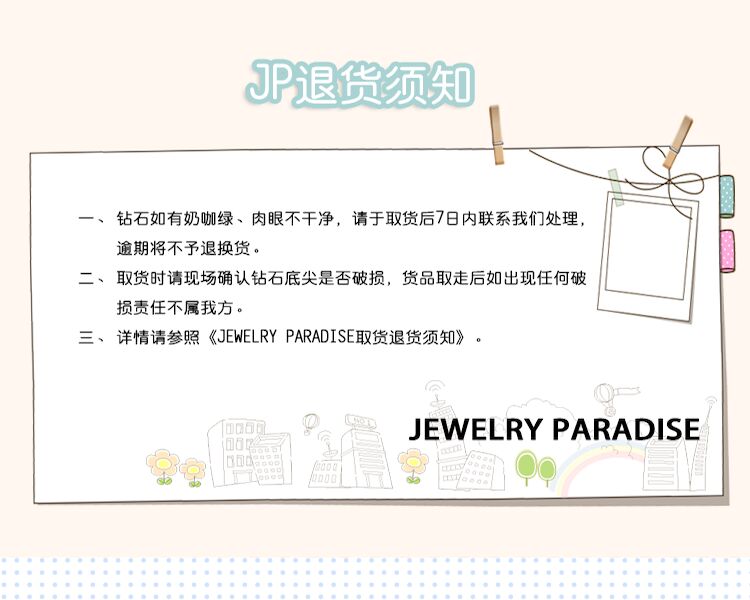 JP退货须知
一、 钻石如有奶咖绿、肉眼不干净，请于取货后7日内联系我们处理，
逾期将不予退换货。
二、 取货时请现场确认钻石底尖是否破损，货品取走后如出现任何破
损责任不属我方。
三、 详情请参照《JEWELRY PARADISE取货退货须知》。
JEWELRY PARADISE